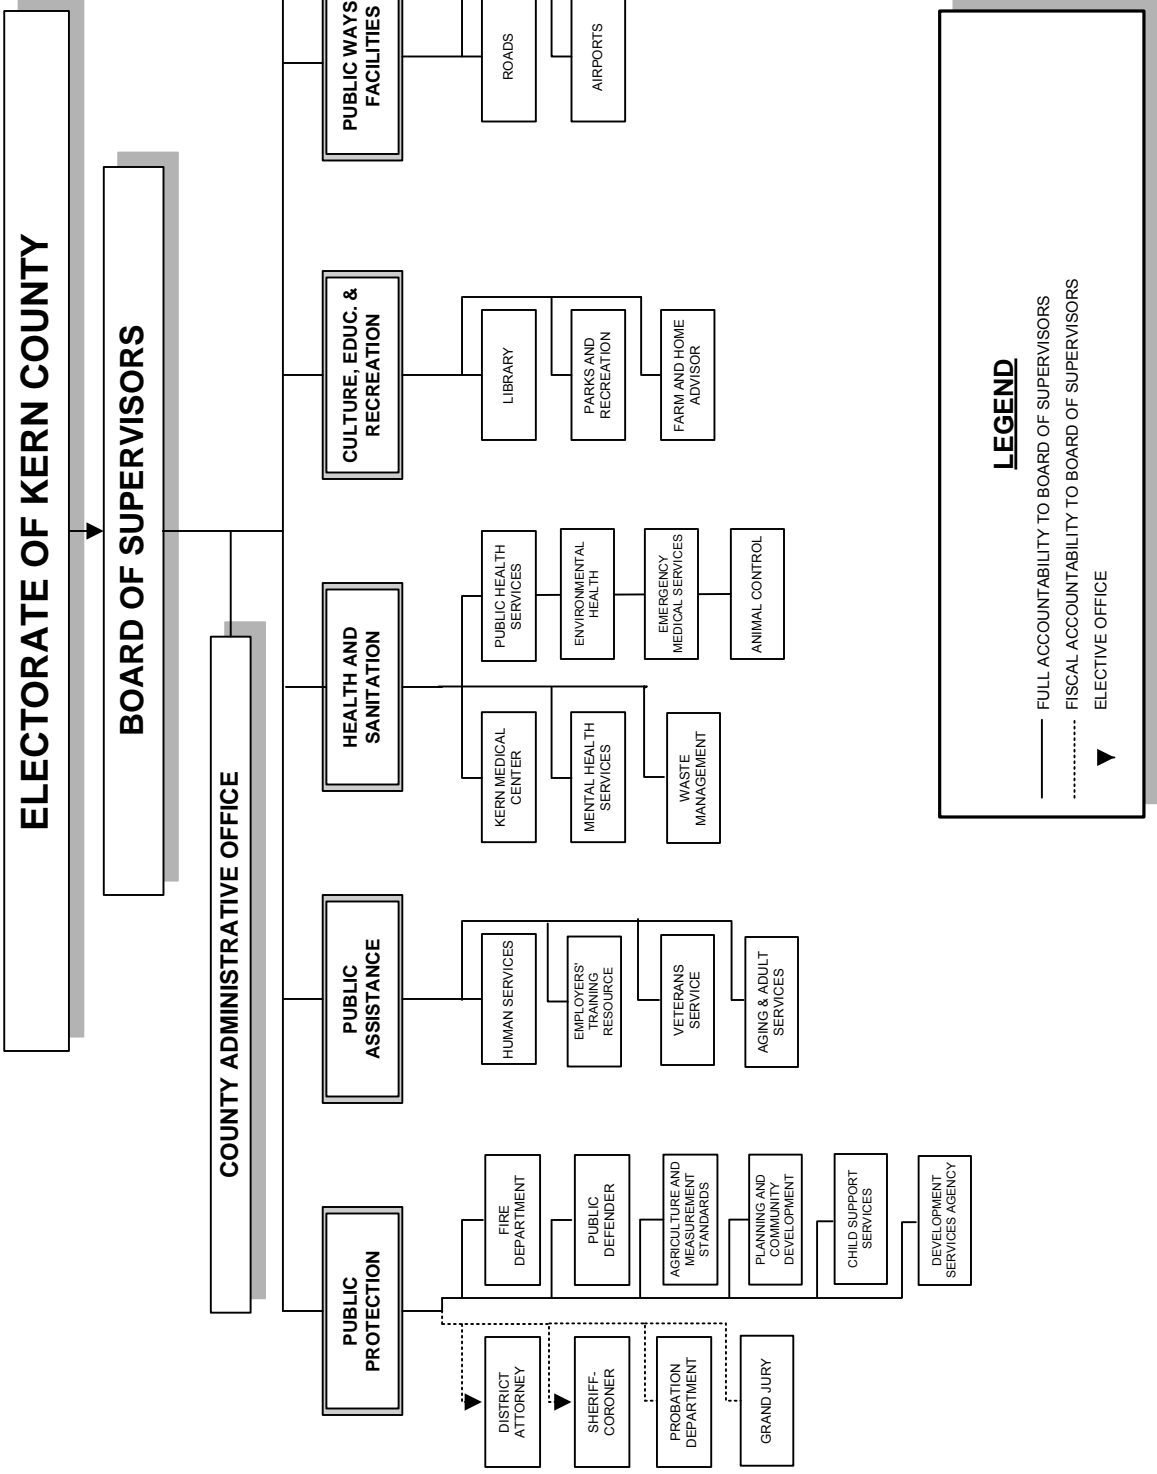 ELECTORATE OF KERN COUNTY
BOARD OF SUPERVISORS
COUNTY ADMINISTRATIVE OFFICE
PUBLIC
PROTECTION
DISTRICT
ATTORNEY
SHERIFF-
CORONER
PROBATION
DEPARTMENT
GRAND JURY
FIRE
DEPARTMENT
PUBLIC
DEFENDER
AGRICULTURE AND
MEASUREMENT
STANDARDS
PLANNING AND
COMMUNITY
DEVELOPMENT
CHILD SUPPORT
SERVICES
DEVELOPMENT
SERVICES AGENCY
PUBLIC
ASSISTANCE
HUMAN SERVICES
EMPLOYERS'
TRAINING
RESOURCE
VETERANS
SERVICE
AGING & ADULT
SERVICES
HEALTH AND
SANITATION
KERN MEDICAL
CENTER
MENTAL HEALTH
SERVICES
WASTE
MANAGEMENT
PUBLIC HEALTH
SERVICES
ENVIRONMENTAL
HEALTH
EMERGENCY
MEDICAL SERVICES
ANIMAL CONTROL
CULTURE, EDUC. &
RECREATION
LIBRARY
PARKS AND
RECREATION
FARM AND HOME
ADVISOR
PUBLIC WAYS
FACILITIES
ROADS
AIRPORTS
LEGEND
FULL ACCOUNTABILITY TO BOARD OF SUPERVISORS
FISCAL ACCOUNTABILITY TO BOARD OF SUPERVISORS
ELECTIVE OFFICE